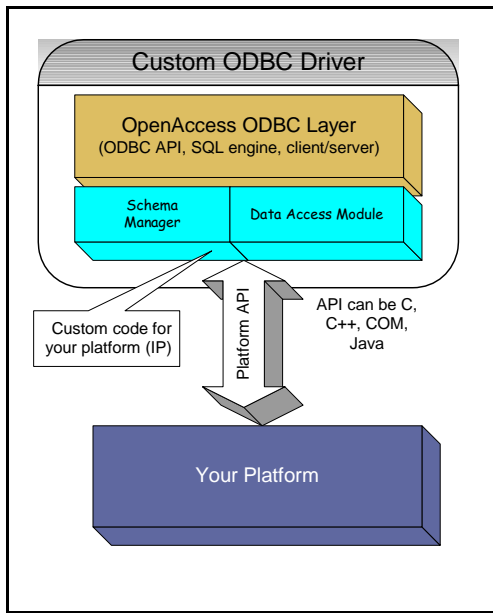 Custom ODBC Driver
OpenAccess ODBC Layer
(ODBC API, SQL engine, client/server)
Schema
Manager
Data Access Module
Custom code for
your platform (IP)
Platform API
API can be C,
C++, COM,
Java
Your Platform